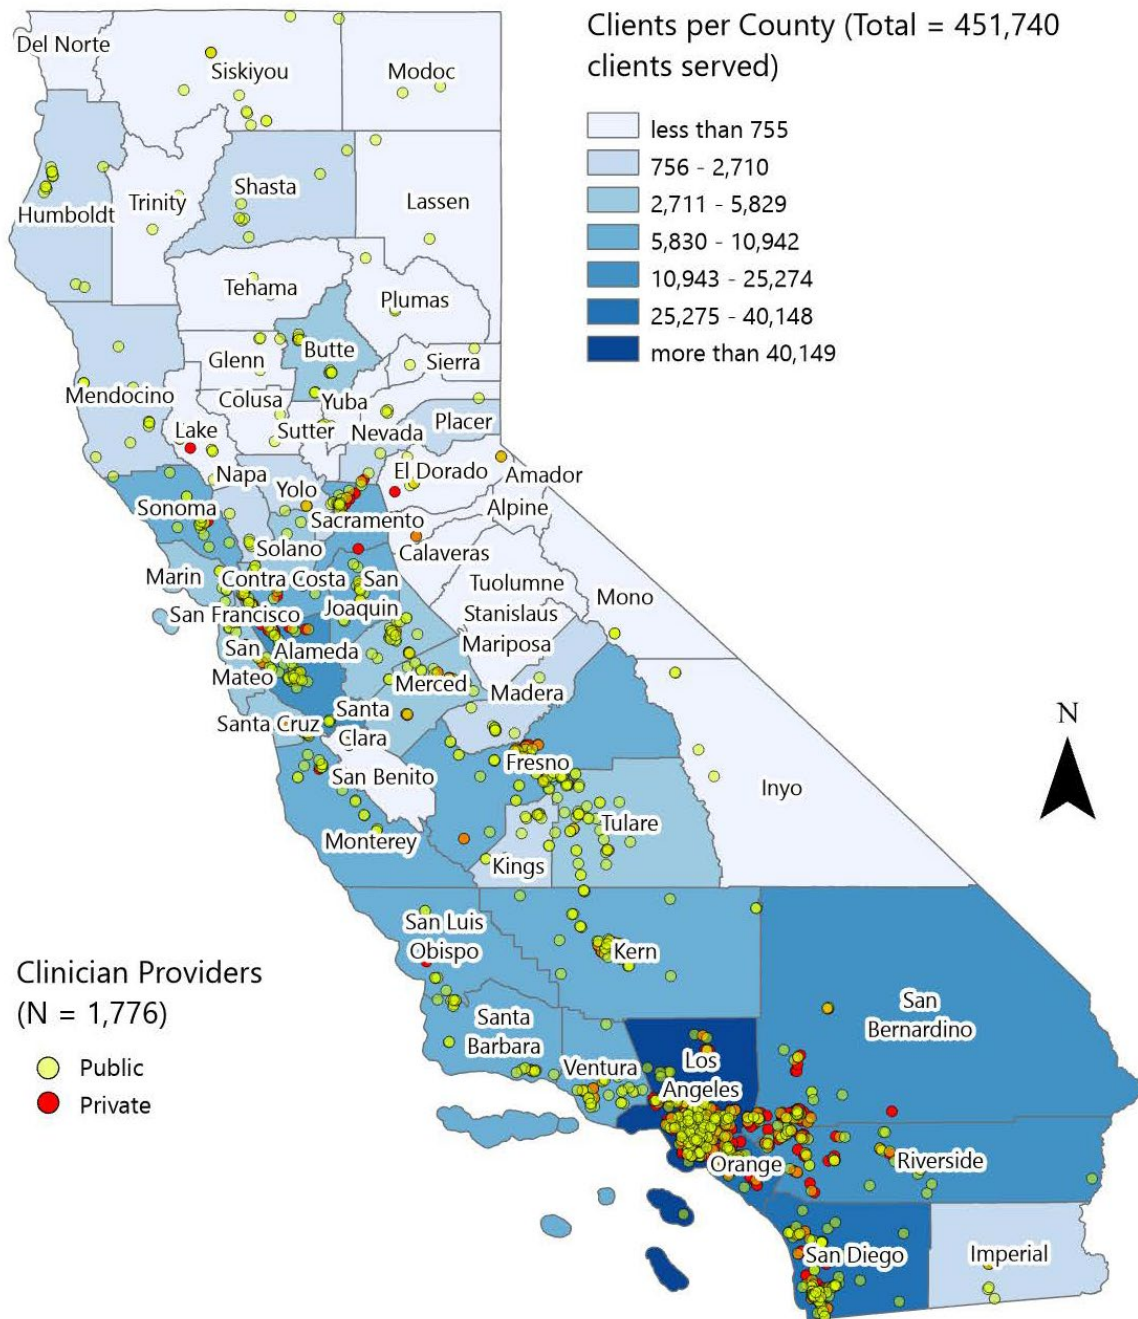 Clients per County (Total = 451,740
clients served)
less than 755
756 - 2,710
2,711 - 5,829
5,830 - 10,942
10,943 - 25,274
25,275 - 40,148
more than 40,149
Del Norte
Siskiyou
Modoc
Humboldt
Trinity
Shasta
Lassen
Tehama
Plumas
Glenn
Butte
Sierra
Mendocino
Colusa
Yuba
Lake
Sutter
Nevada
Placer
Napa
Yolo
El Dorado
Amador
Sonoma
Sacramento
Alpine
Solano
Calaveras
Marin
Contra Costa
San
Joaquin
Tuolumne
Mono
San Francisco
Stanislaus
San
Mateo
Alameda
Mariposa
Merced
Madera
Santa Cruz
Santa
Clara
San Benito
Fresno
Inyo
Monterey
Tulare
Kings
San Luis
Obispo
Kern
San
Bernardino
Santa
Barbara
Ventura
Los
Angeles
Orange
Riverside
San Diego
Imperial
N
Clinician Providers
(N = 1,776)
Public
Private